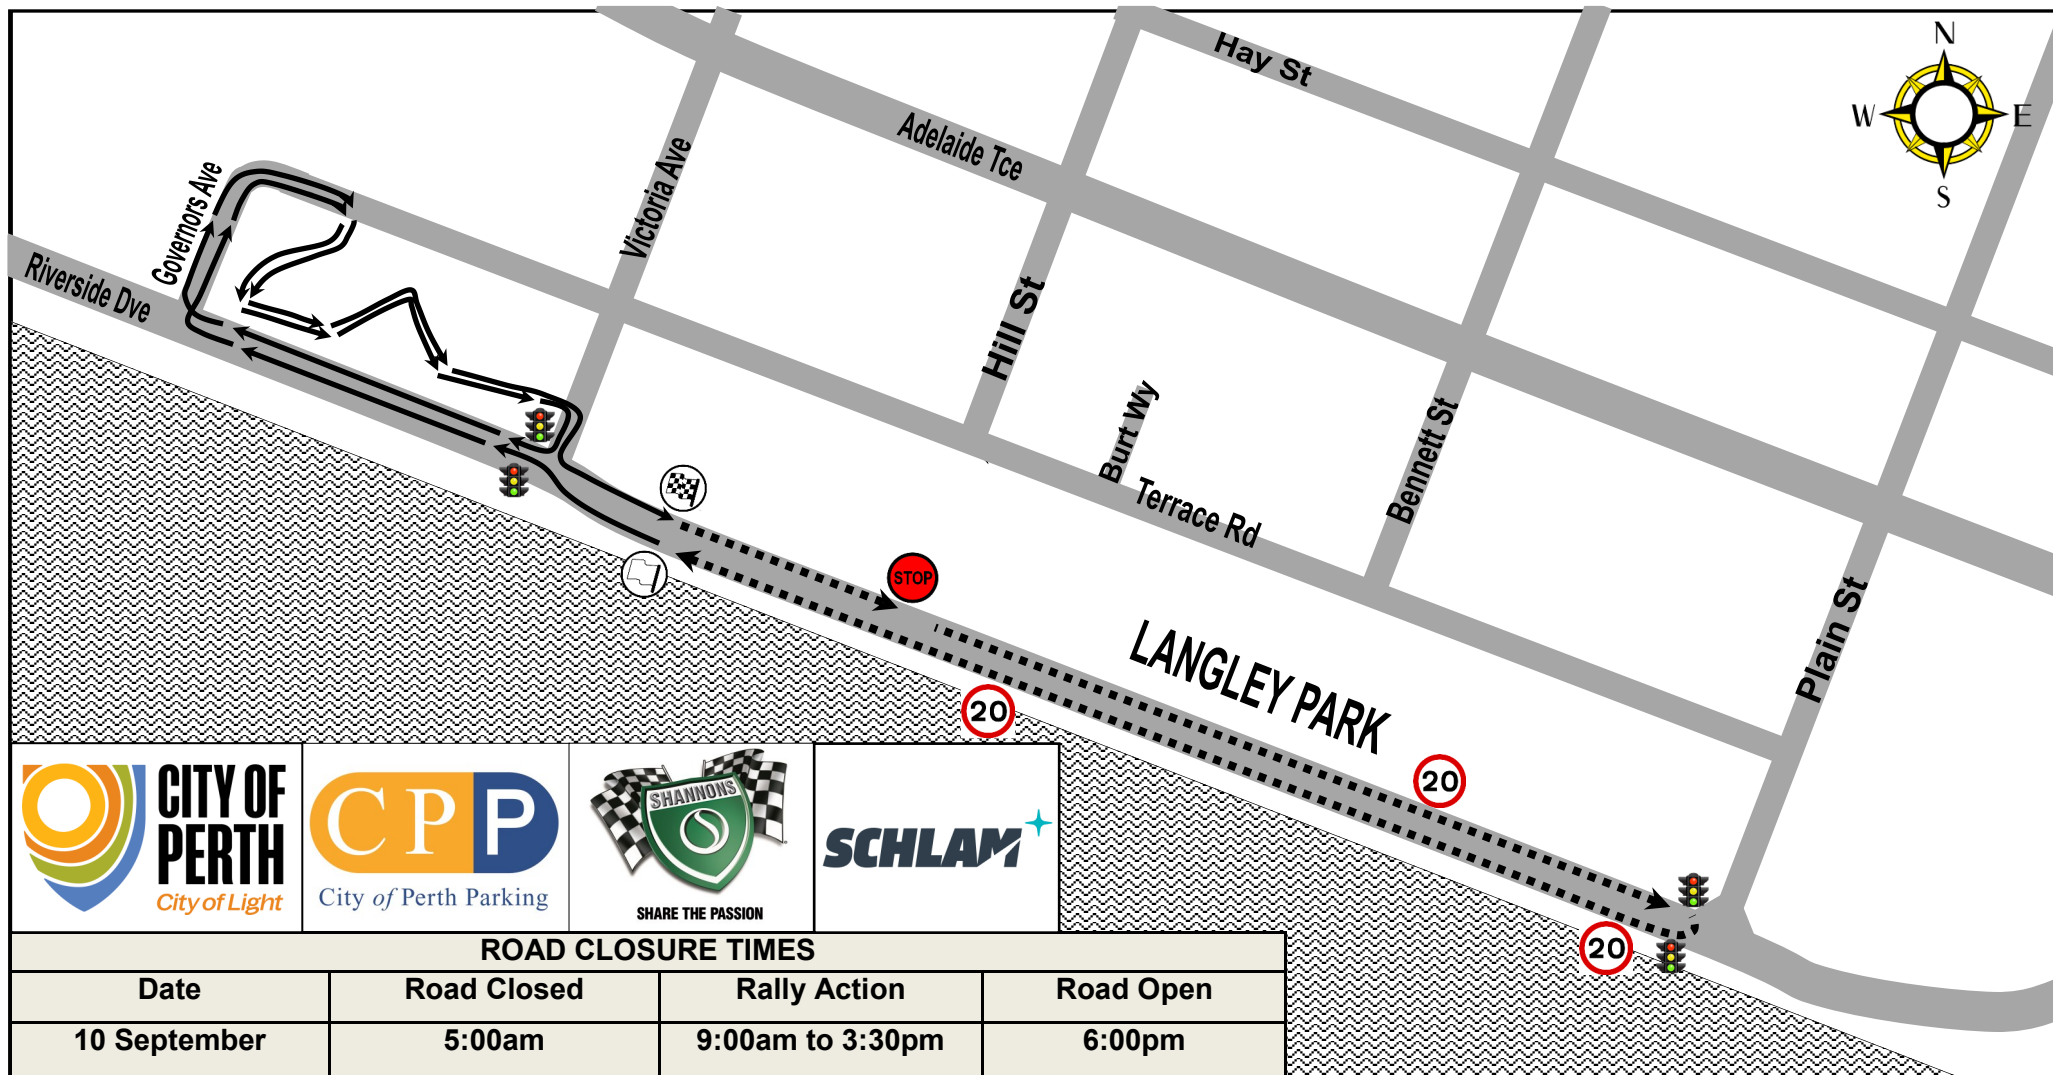 N
W
E
S
Hay St
Adelaide Tce
Governors Ave
Victoria Ave
Riverside Dve
Hill St
Burt Wy
Bennett St
Terrace Rd
Plain St
STOP
LANGLEY PARK
20
20
20
CITY OF
PERTH
City of Light
CPP
City of Perth Parking
SHANNONS
S
SHARE THE PASSION
SCHLAM
ROAD CLOSURE TIMES
Date Road Closed Rally Action Road Open
10 September 5:00am 9:00am to 3:30pm 6:00pm